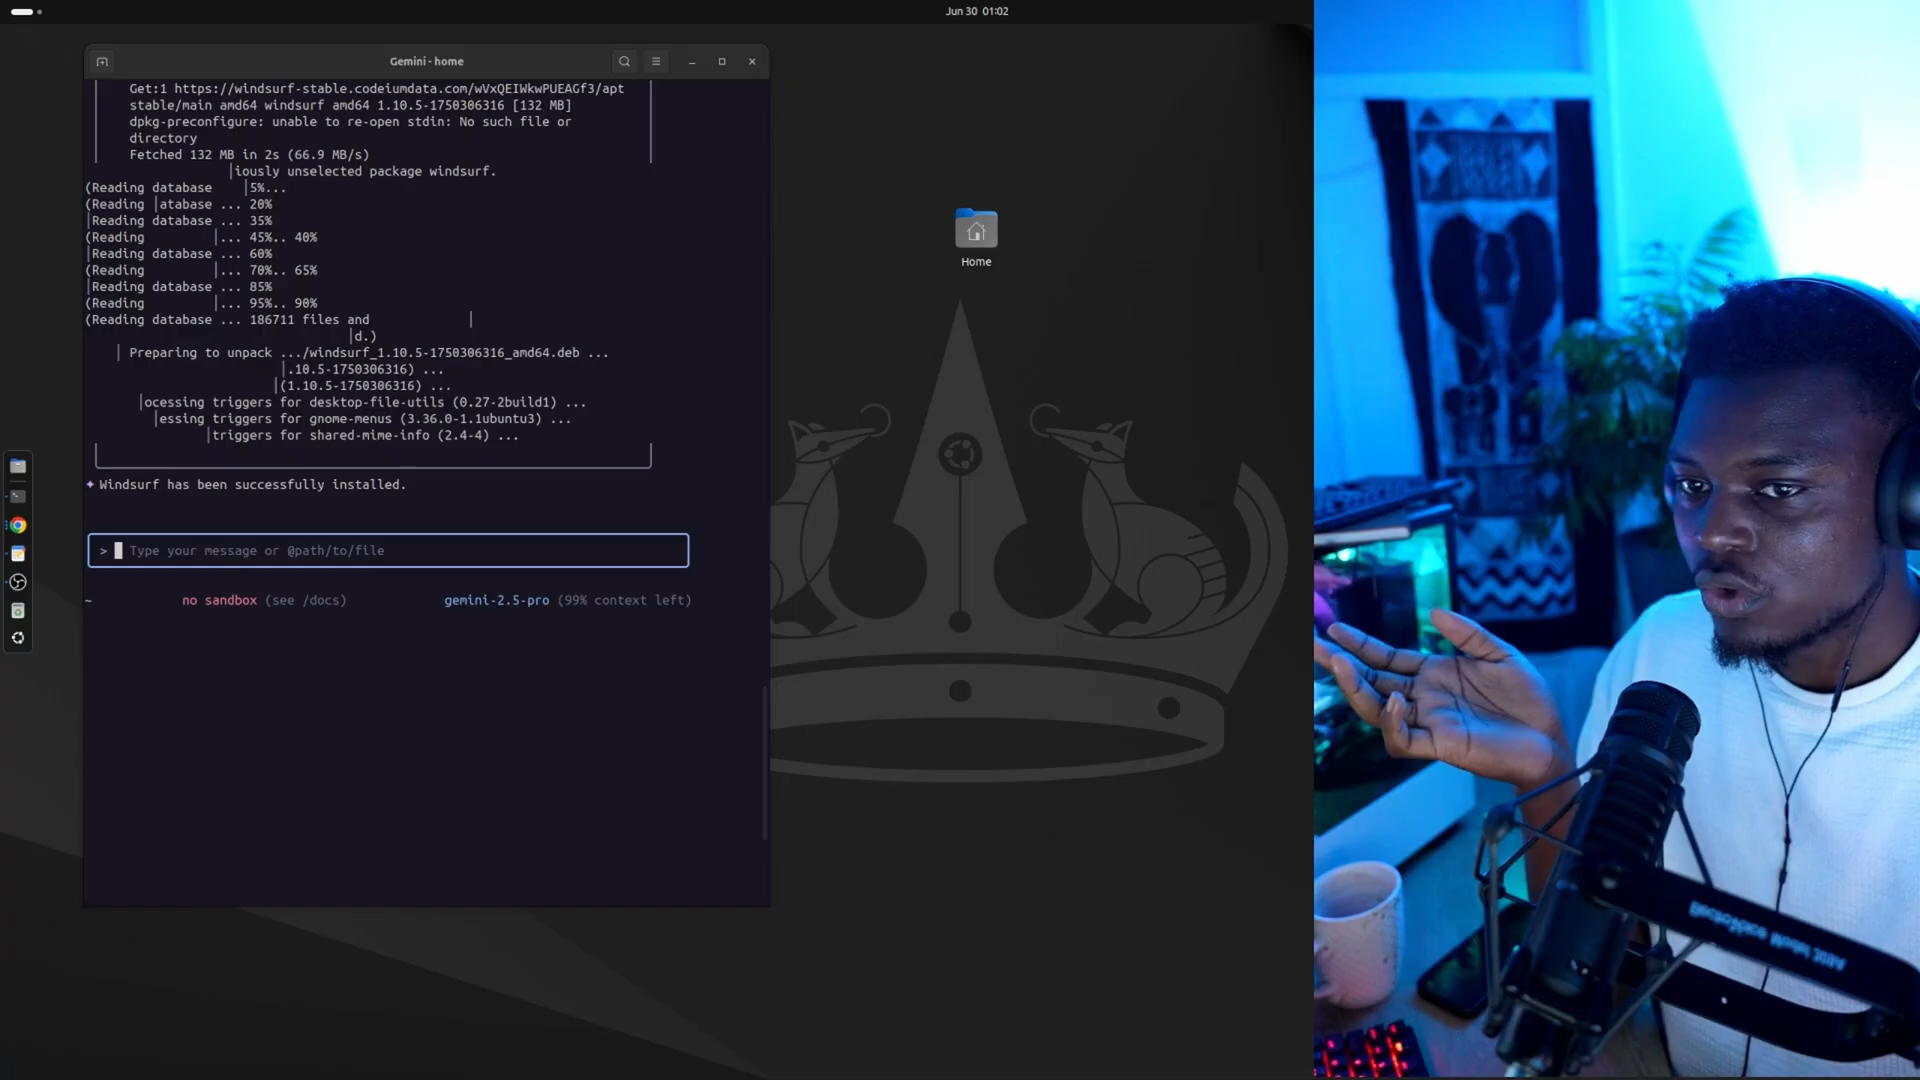 Jun 30 01:02
Gemini - home
Get:1 https://windsurf-stable.codeiumdata.com/wVxQEIWkwPUEAGf3/apt
stable/main amd64 windsurf amd64 1.10.5-1750306316 [132 MB]
dpkg-preconfigure: unable to re-open stdin: No such file or
directory
Fetched 132 MB in 2s (66.9 MB/s)
iously unselected package windsurf.
(Reading database 5%...
(Reading atabase ... 20%
Reading database ... 35%
(Reading ... 45%.. 40%
Reading database ... 60%
(Reading ... 70%.. 65%
Reading database ... 85%
(Reading ... 95%.. 90%
(Reading database ... 186711 files and
d.)
Preparing to unpack .../windsurf_1.10.5-1750306316_amd64.deb ...
.10.5-1750306316) ...
(1.10.5-1750306316) ...
ocessing triggers for desktop-file-utils (0.27-2build1) ...
essing triggers for gnome-menus (3.36.0-1.1ubuntu3) ...
triggers for shared-mime-info (2.4-4) ...
✦ Windsurf has been successfully installed.
> Type your message or @path/to/file
~ no sandbox (see /docs) gemini-2.5-pro (99% context left)
Home